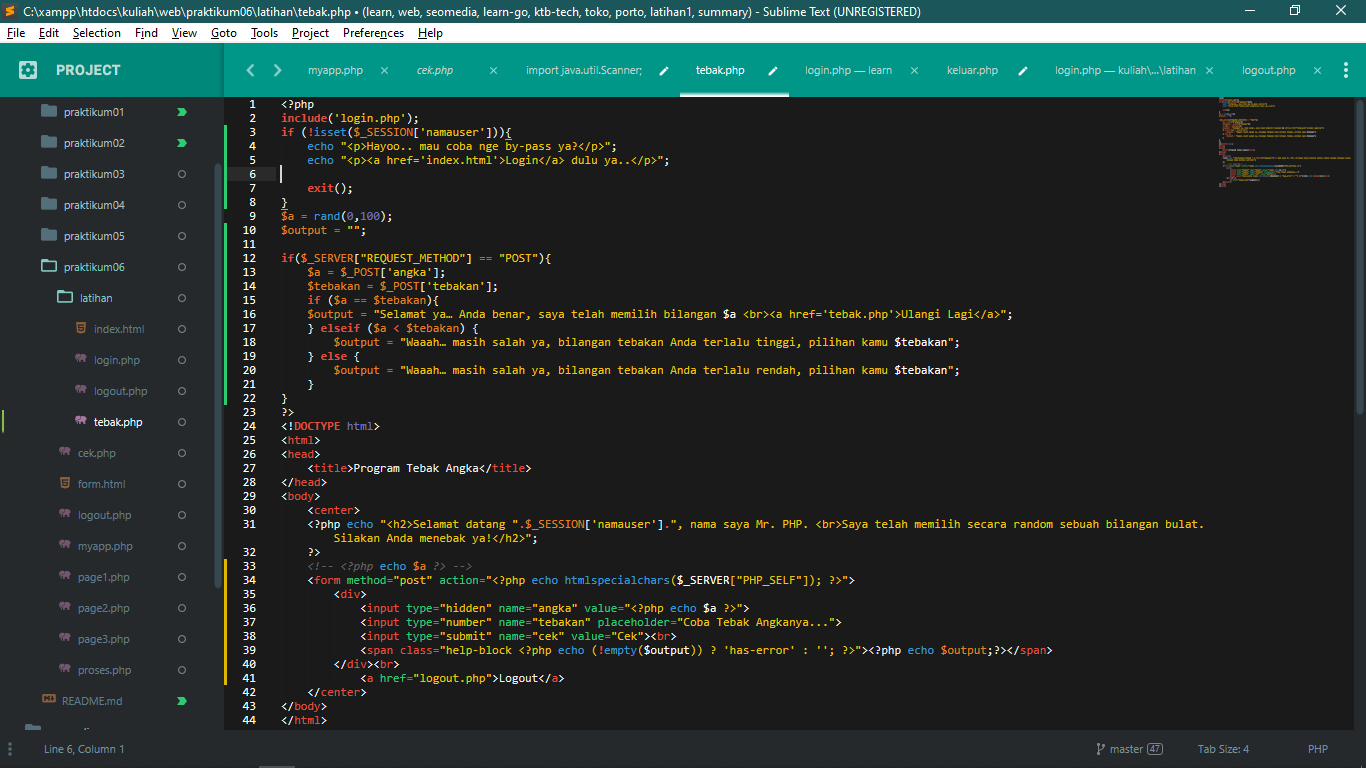 C:\xampp\htdocs\kuliah\web\praktikum06\latihan\tebak.php • (learn, web, seomedia, learn-go, ktb-tech, toko, porto, latihan1, summary) - Sublime Text (UNREGISTERED)
File Edit Selection Find View Goto Tools Project Preferences Help
PROJECT
myapp.php cek.php import java.util.Scanner; tebak.php login.php — learn keluar.php login.php — kuliah\...\latihan logout.php
praktikum01
praktikum02
praktikum03
praktikum04
praktikum05
praktikum06
latihan
index.html
login.php
logout.php
tebak.php
cek.php
form.html
logout.php
myapp.php
page1.php
page2.php
page3.php
proses.php
README.md
1 <?php
2 include('login.php');
3 if (!isset($_SESSION['namauser'])){
4 echo "<p>Hayoo.. mau coba nge by-pass ya?</p>";
5 echo "<p><a href='index.html'>Login</a> dulu ya..</p>";
6
7 exit();
8 }
9 $a = rand(0,100);
10 $output = "";
11
12 if($_SERVER["REQUEST_METHOD"] == "POST"){
13 $a = $_POST['angka'];
14 $tebakan = $_POST['tebakan'];
15 if ($a == $tebakan){
16 $output = "Selamat ya… Anda benar, saya telah memilih bilangan $a <br><a href='tebak.php'>Ulangi Lagi</a>";
17 } elseif ($a < $tebakan) {
18 $output = "Waaah… masih salah ya, bilangan tebakan Anda terlalu tinggi, pilihan kamu $tebakan";
19 } else {
20 $output = "Waaah… masih salah ya, bilangan tebakan Anda terlalu rendah, pilihan kamu $tebakan";
21 }
22 }
23 ?>
24 <!DOCTYPE html>
25 <html>
26 <head>
27 <title>Program Tebak Angka</title>
28 </head>
29 <body>
30 <center>
31 <?php echo "<h2>Selamat datang ".$_SESSION['namauser'].", nama saya Mr. PHP. <br>Saya telah memilih secara random sebuah bilangan bulat.
Silakan Anda menebak ya!</h2>";
32 ?>
33 <!-- <?php echo $a ?> -->
34 <form method="post" action="<?php echo htmlspecialchars($_SERVER["PHP_SELF"]); ?>">
35 <div>
36 <input type="hidden" name="angka" value="<?php echo $a ?>">
37 <input type="number" name="tebakan" placeholder="Coba Tebak Angkanya...">
38 <input type="submit" name="cek" value="Cek"><br>
39 <span class="help-block <?php echo (!empty($output)) ? 'has-error' : ''; ?>"><?php echo $output;?></span>
40 </div><br>
41 <a href="logout.php">Logout</a>
42 </center>
43 </body>
44 </html>
Line 6, Column 1 master 47 Tab Size: 4 PHP